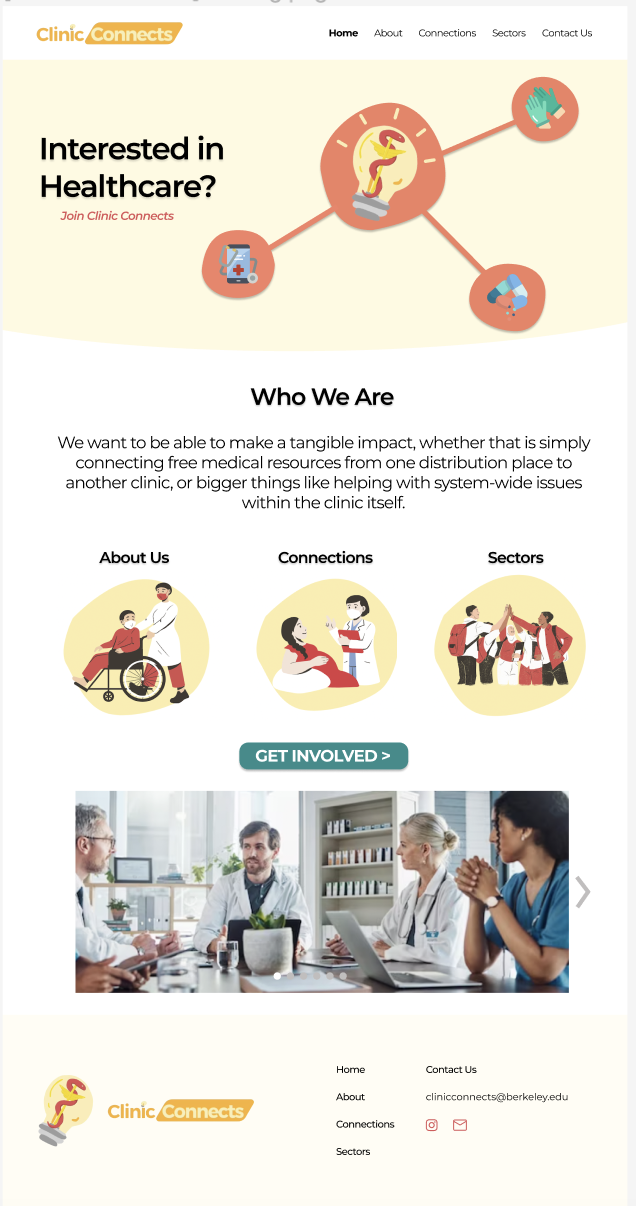 Clinic Connects
Home About Connections Sectors Contact Us
Interested in
Healthcare?
Join Clinic Connects
Who We Are
We want to be able to make a tangible impact, whether that is simply
connecting free medical resources from one distribution place to
another clinic, or bigger things like helping with system-wide issues
within the clinic itself.
About Us
Connections
Sectors
GET INVOLVED >
Clinic Connects
Home
About
Connections
Sectors
Contact Us
clinicconnects@berkeley.edu